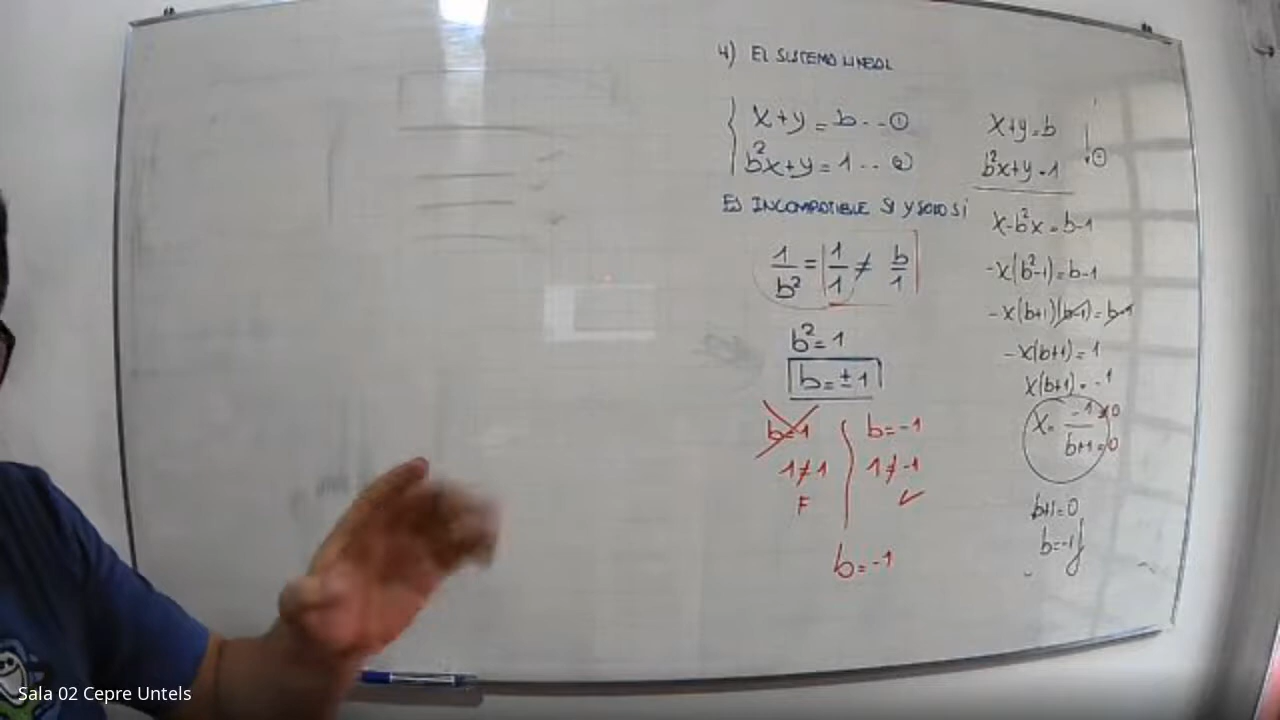 4) EL SISTEMA LINEAL
x+y = b -- ①
b²x+y = 1 -- ②
ES INCOMPATIBLE SI Y SOLO SI
1/b² = 1/1 ≠ b/1
b² = 1
b = ±1
b=1
1≠1
F
b=-1
1≠-1
✓
b=-1
x+y=b
b²x+y=1
x-b²x=b-1
-x(b²-1)=b-1
-x(b+1)(b-1)=b-1
-x(b+1)=1
x(b+1)=-1
x= -1≠0/b+1=0
b+1=0
b=-1
Sala 02 Cepre Untels